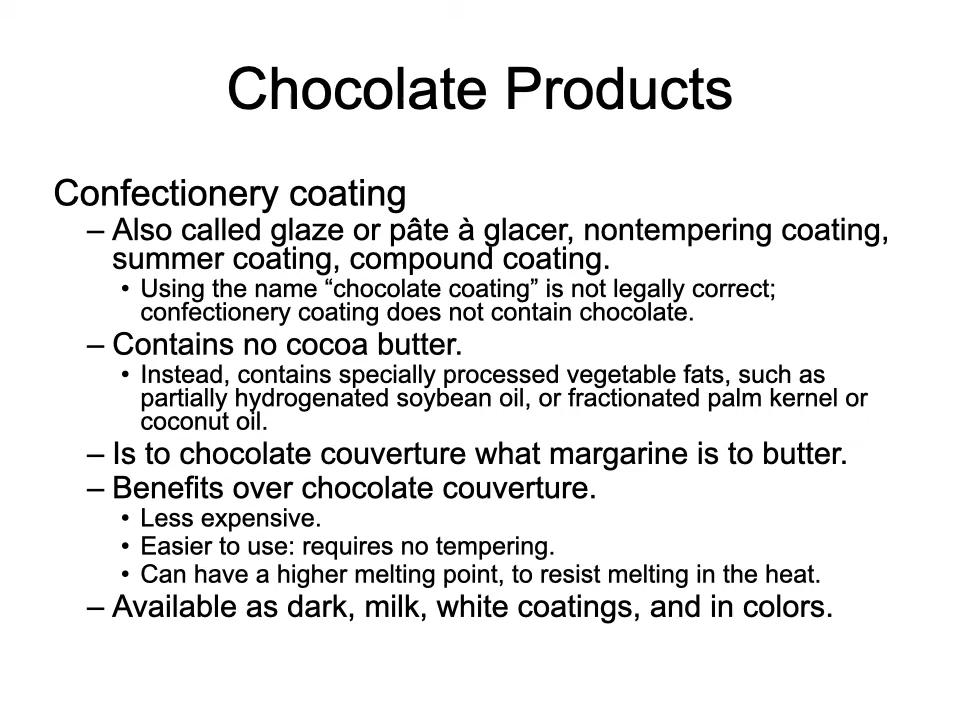 Chocolate Products
Confectionery coating
– Also called glaze or pâte à glacer, nontempering coating,
summer coating, compound coating.
• Using the name “chocolate coating” is not legally correct;
confectionery coating does not contain chocolate.
– Contains no cocoa butter.
• Instead, contains specially processed vegetable fats, such as
partially hydrogenated soybean oil, or fractionated palm kernel or
coconut oil.
– Is to chocolate couverture what margarine is to butter.
– Benefits over chocolate couverture.
• Less expensive.
• Easier to use: requires no tempering.
• Can have a higher melting point, to resist melting in the heat.
– Available as dark, milk, white coatings, and in colors.